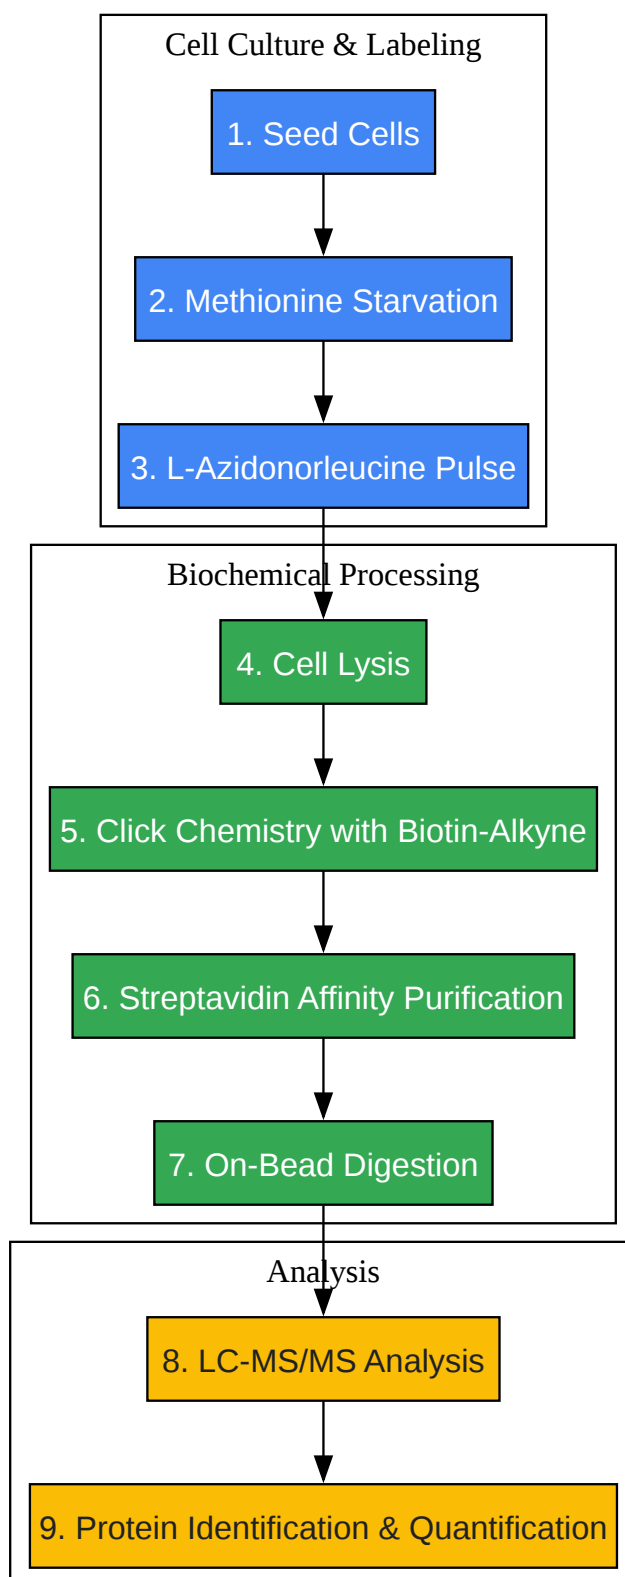 Cell Culture & Labeling
1. Seed Cells
2. Methionine Starvation
3. L-Azidonorleucine Pulse
Biochemical Processing
4. Cell Lysis
5. Click Chemistry with Biotin-Alkyne
6. Streptavidin Affinity Purification
7. On-Bead Digestion
Analysis
8. LC-MS/MS Analysis
9. Protein Identification & Quantification